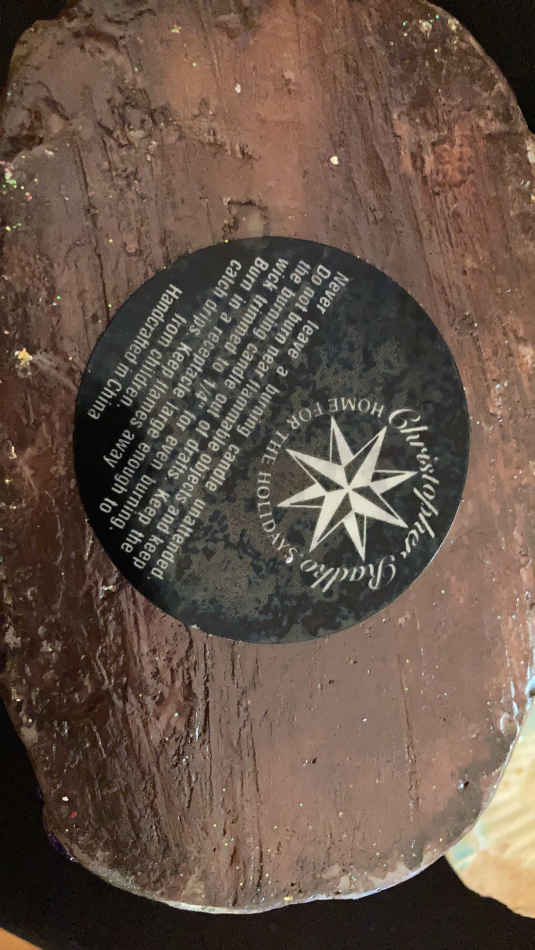 Christopher Radko
HOME FOR THE HOLIDAYS
Never leave a burning candle unattended.
Do not burn near flammable objects and keep
the burning candle out of drafts. Keep the
wick trimmed to 1/4" for even burning.
Burn in a receptacle large enough to
catch drips. Keep flames away
from children.
Handcrafted in China